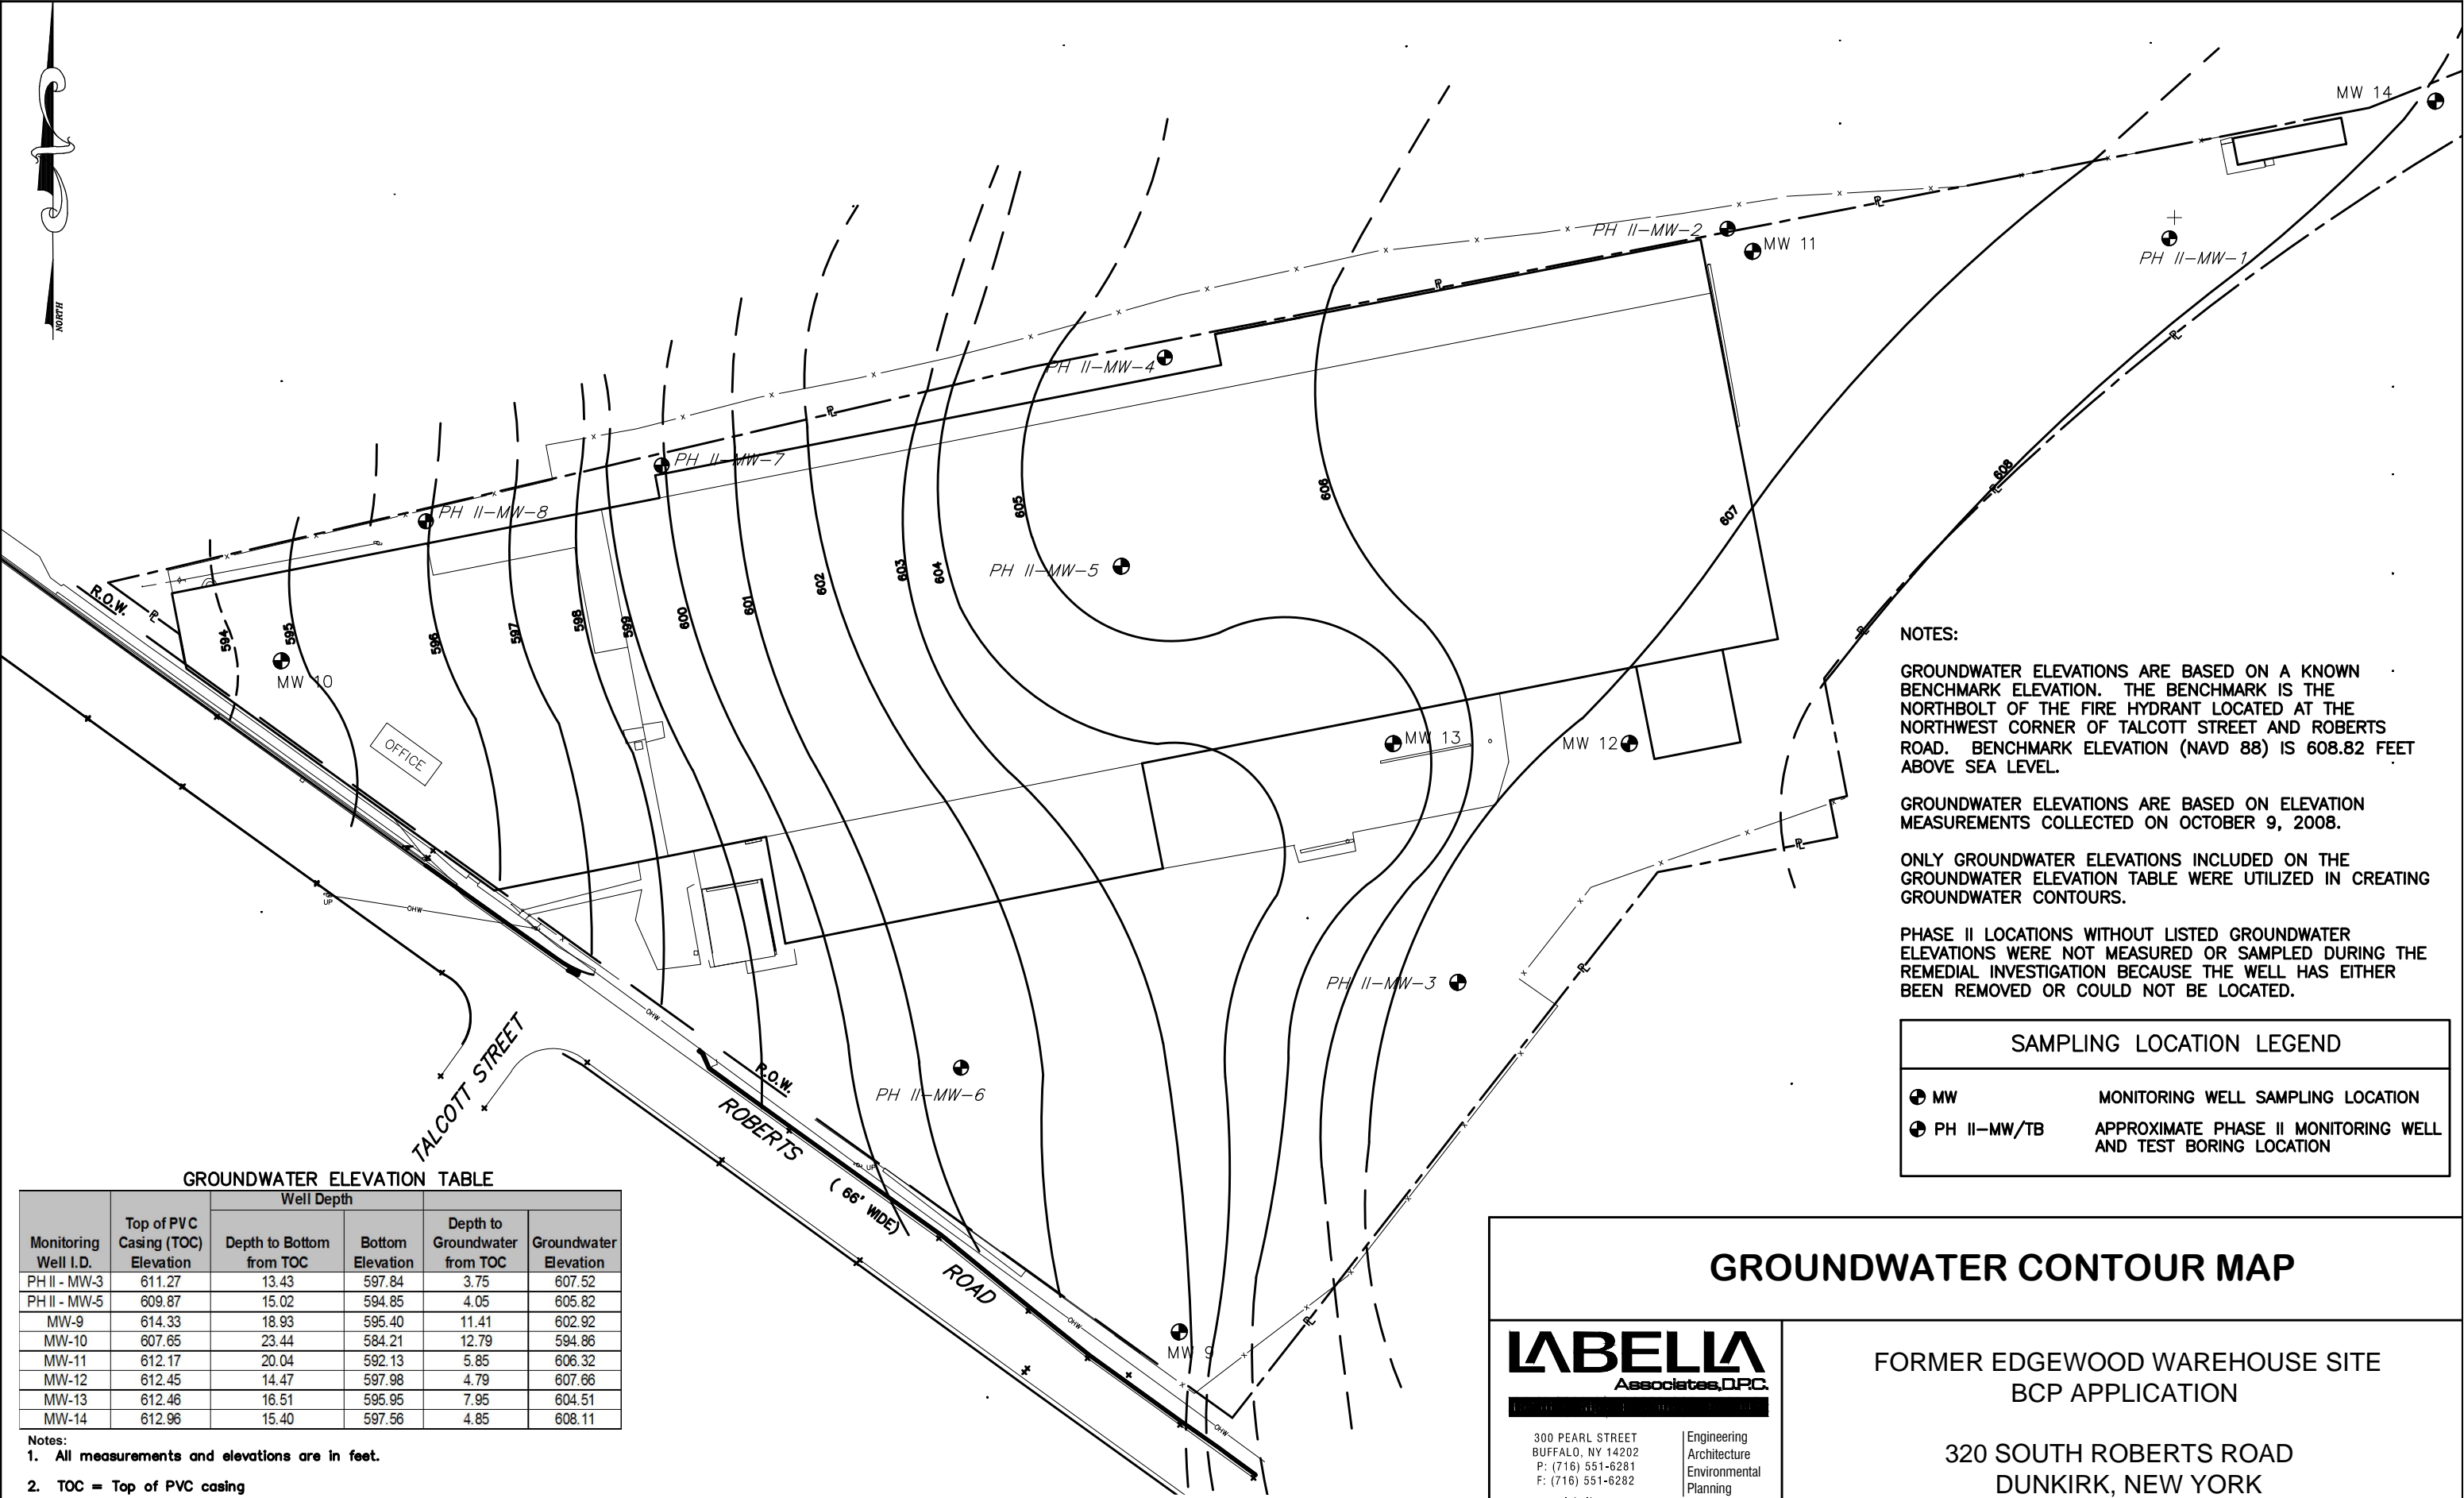 NORTH
MW 14
PH II-MW-2
MW 11
PH II-MW-1
PH II-MW-4
PH II-MW-7
PH II-MW-8
PH II-MW-5
MW 10
MW 13
MW 12
PH II-MW-3
PH II-MW-6
MW 9
594
595
596
597
598
599
600
601
602
603
604
605
606
607
608
R.O.W.
OFFICE
UP
OHW
OHW
R.O.W.
UP
OHW
OHW
TALCOTT STREET
ROBERTS
( 66' WIDE)
ROAD
NOTES:
GROUNDWATER ELEVATIONS ARE BASED ON A KNOWN
BENCHMARK ELEVATION. THE BENCHMARK IS THE
NORTHBOLT OF THE FIRE HYDRANT LOCATED AT THE
NORTHWEST CORNER OF TALCOTT STREET AND ROBERTS
ROAD. BENCHMARK ELEVATION (NAVD 88) IS 608.82 FEET
ABOVE SEA LEVEL.
GROUNDWATER ELEVATIONS ARE BASED ON ELEVATION
MEASUREMENTS COLLECTED ON OCTOBER 9, 2008.
ONLY GROUNDWATER ELEVATIONS INCLUDED ON THE
GROUNDWATER ELEVATION TABLE WERE UTILIZED IN CREATING
GROUNDWATER CONTOURS.
PHASE II LOCATIONS WITHOUT LISTED GROUNDWATER
ELEVATIONS WERE NOT MEASURED OR SAMPLED DURING THE
REMEDIAL INVESTIGATION BECAUSE THE WELL HAS EITHER
BEEN REMOVED OR COULD NOT BE LOCATED.
SAMPLING LOCATION LEGEND
MW MONITORING WELL SAMPLING LOCATION
PH II-MW/TB APPROXIMATE PHASE II MONITORING WELL
AND TEST BORING LOCATION
GROUNDWATER ELEVATION TABLE
Well Depth
Monitoring Well I.D. Top of PVC Casing (TOC) Elevation Depth to Bottom from TOC Bottom Elevation Depth to Groundwater from TOC Groundwater Elevation
PH II - MW-3 611.27 13.43 597.84 3.75 607.52
PH II - MW-5 609.87 15.02 594.85 4.05 605.82
MW-9 614.33 18.93 595.40 11.41 602.92
MW-10 607.65 23.44 584.21 12.79 594.86
MW-11 612.17 20.04 592.13 5.85 606.32
MW-12 612.45 14.47 597.98 4.79 607.66
MW-13 612.46 16.51 595.95 7.95 604.51
MW-14 612.96 15.40 597.56 4.85 608.11
Notes:
1. All measurements and elevations are in feet.
2. TOC = Top of PVC casing
GROUNDWATER CONTOUR MAP
LABELLA
Associates, D.P.C.
300 PEARL STREET
BUFFALO, NY 14202
P: (716) 551-6281
F: (716) 551-6282
Engineering
Architecture
Environmental
Planning
FORMER EDGEWOOD WAREHOUSE SITE
BCP APPLICATION
320 SOUTH ROBERTS ROAD
DUNKIRK, NEW YORK